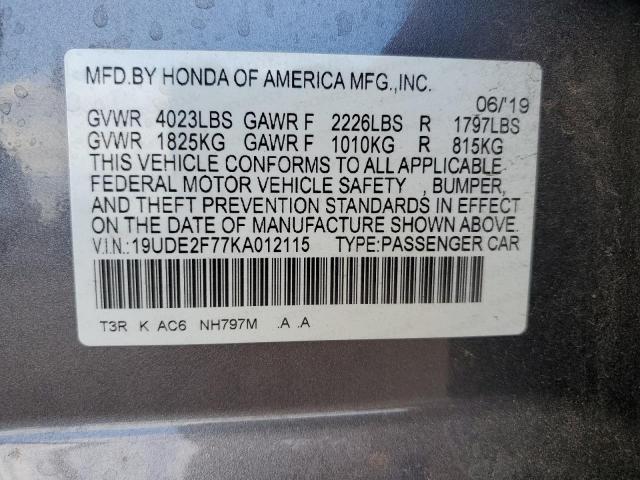 MFD.BY HONDA OF AMERICA MFG.,INC.
06/'19
GVWR 4023LBS GAWR F 2226LBS R 1797LBS
GVWR 1825KG GAWR F 1010KG R 815KG
THIS VEHICLE CONFORMS TO ALL APPLICABLE
FEDERAL MOTOR VEHICLE SAFETY , BUMPER,
AND THEFT PREVENTION STANDARDS IN EFFECT
ON THE DATE OF MANUFACTURE SHOWN ABOVE.
V.I.N.:19UDE2F77KA012115 TYPE:PASSENGER CAR
T3R K AC6 NH797M .A .A